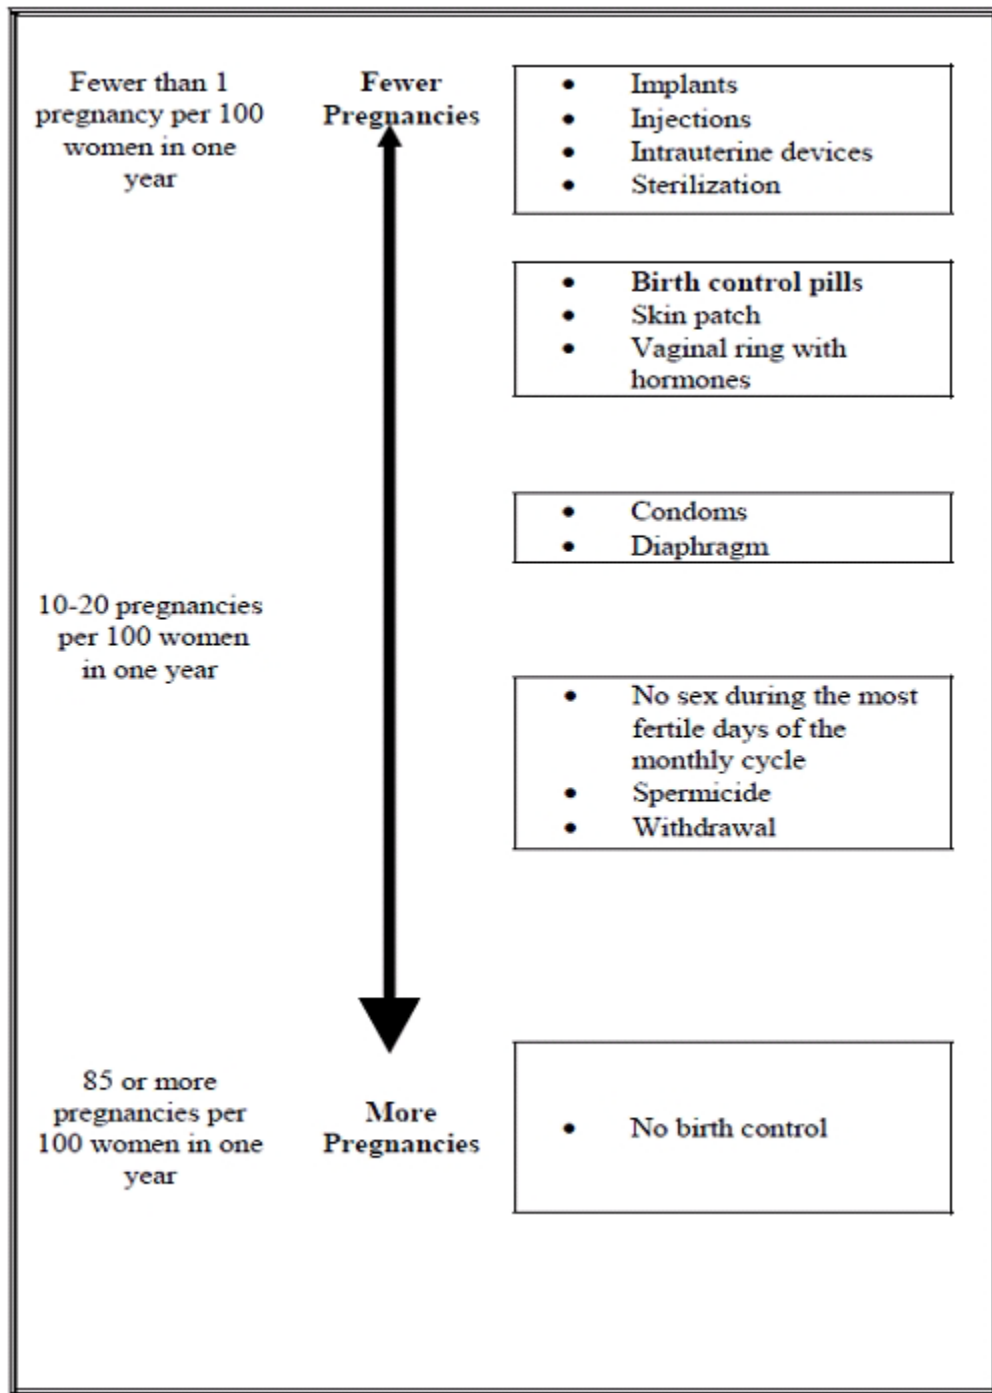 Fewer than 1
pregnancy per 100
women in one
year
Fewer
Pregnancies
• Implants
• Injections
• Intrauterine devices
• Sterilization
• Birth control pills
• Skin patch
• Vaginal ring with
hormones
• Condoms
• Diaphragm
10-20 pregnancies
per 100 women
in one year
• No sex during the most
fertile days of the
monthly cycle
• Spermicide
• Withdrawal
85 or more
pregnancies per
100 women in one
year
More
Pregnancies
• No birth control